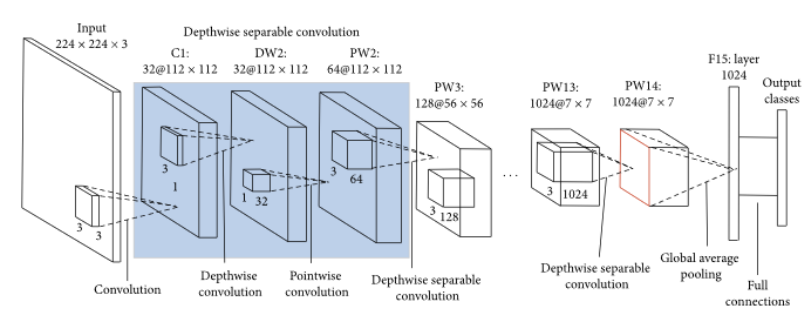 Input
224 × 224 × 3
Depthwise separable convolution
C1:
32@112 × 112
DW2:
32@112 × 112
PW2:
64@112 × 112
PW3:
128@56 × 56
PW13:
1024@7 × 7
PW14:
1024@7 × 7
F15: layer
1024
Output
classes
3
3
3
1
1
32
3
64
3
128
. . .
3
1024
Convolution
Depthwise
convolution
Pointwise
convolution
Depthwise separable
convolution
Depthwise separable
convolution
Global average
pooling
Full
connections